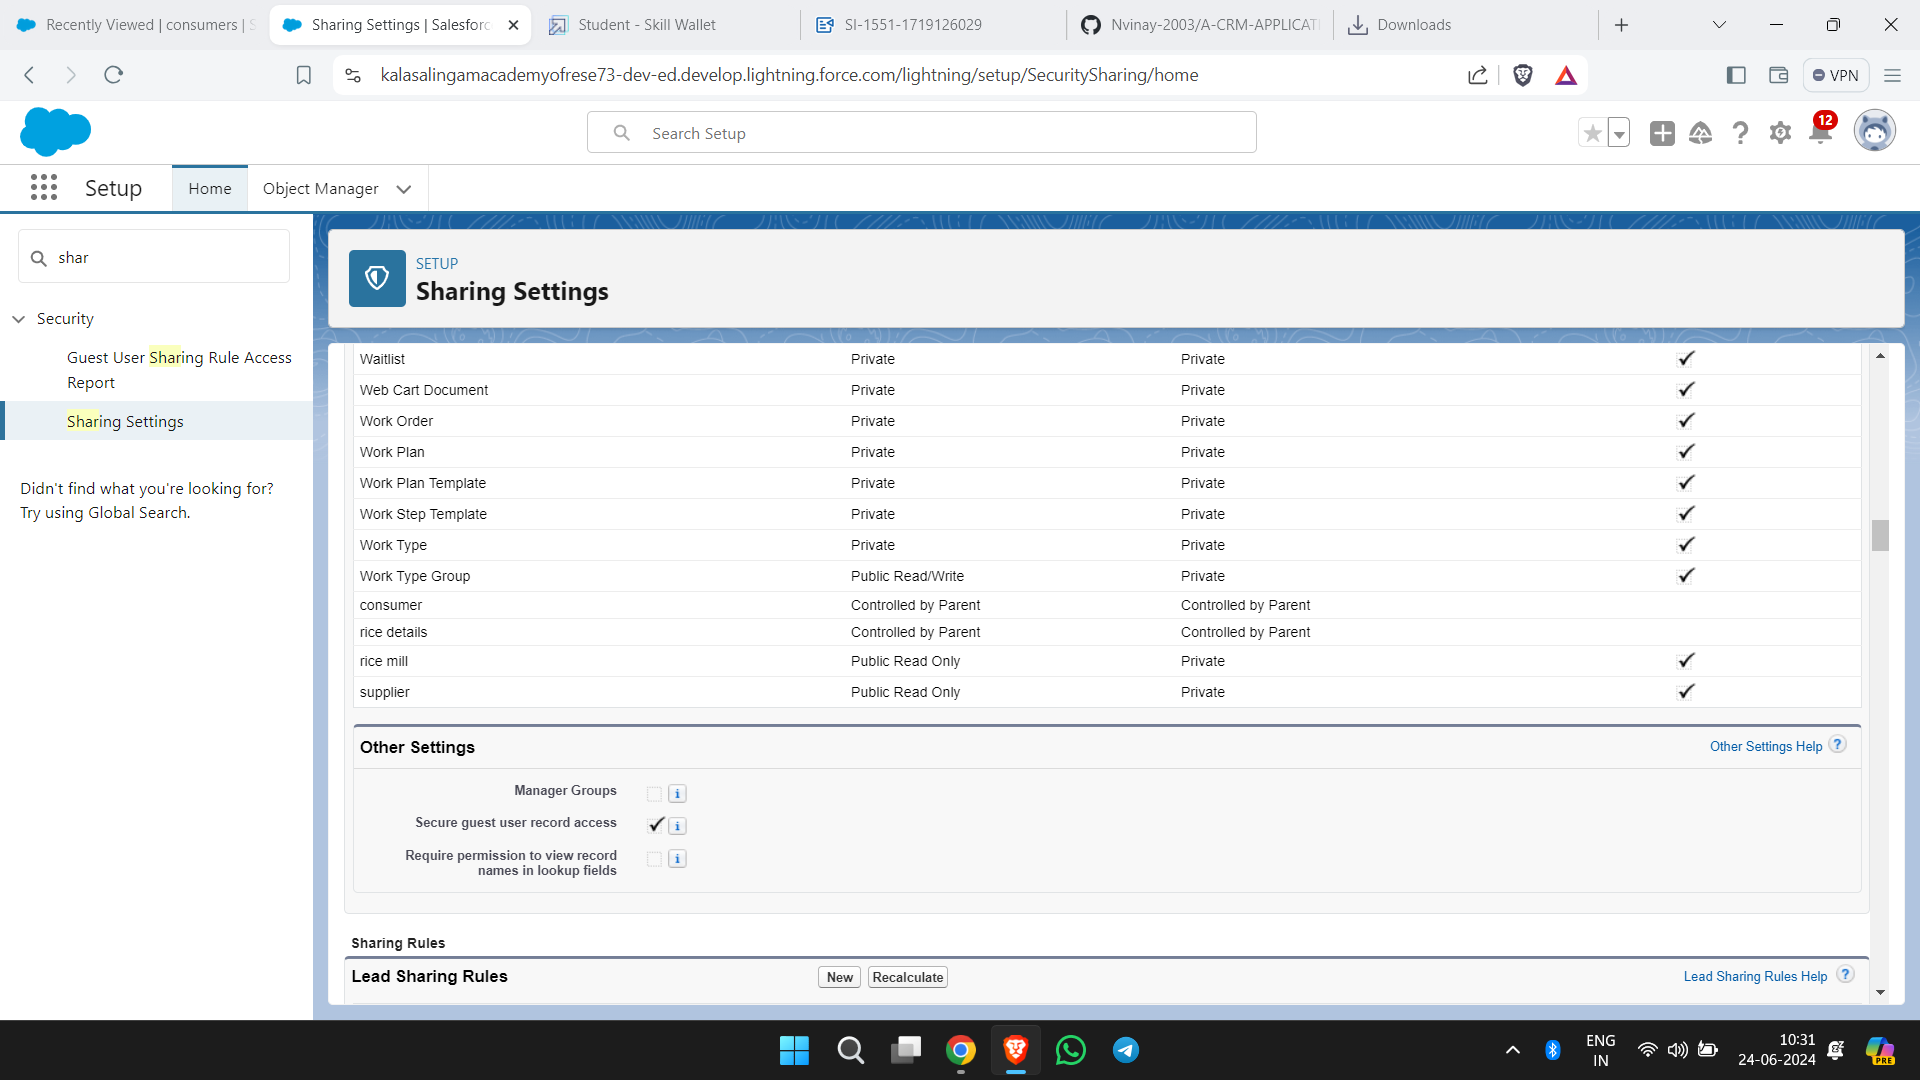 Recently Viewed | consumers | S
Sharing Settings | Salesforc
Student - Skill Wallet
SI-1551-1719126029
Nvinay-2003/A-CRM-APPLICATI
Downloads
kalasalingamacademyofrese73-dev-ed.develop.lightning.force.com/lightning/setup/SecuritySharing/home
VPN
Search Setup
12
Setup
Home
Object Manager
shar
Security
Guest User Sharing Rule Access
Report
Sharing Settings
Didn't find what you're looking for?
Try using Global Search.
SETUP
Sharing Settings
Waitlist Private Private
Web Cart Document Private Private
Work Order Private Private
Work Plan Private Private
Work Plan Template Private Private
Work Step Template Private Private
Work Type Private Private
Work Type Group Public Read/Write Private
consumer Controlled by Parent Controlled by Parent
rice details Controlled by Parent Controlled by Parent
rice mill Public Read Only Private
supplier Public Read Only Private
Other Settings
Other Settings Help ?
Manager Groups i
Secure guest user record access i
Require permission to view record
names in lookup fields i
Sharing Rules
Lead Sharing Rules
New
Recalculate
Lead Sharing Rules Help ?
ENG
IN
10:31
24-06-2024
PRE